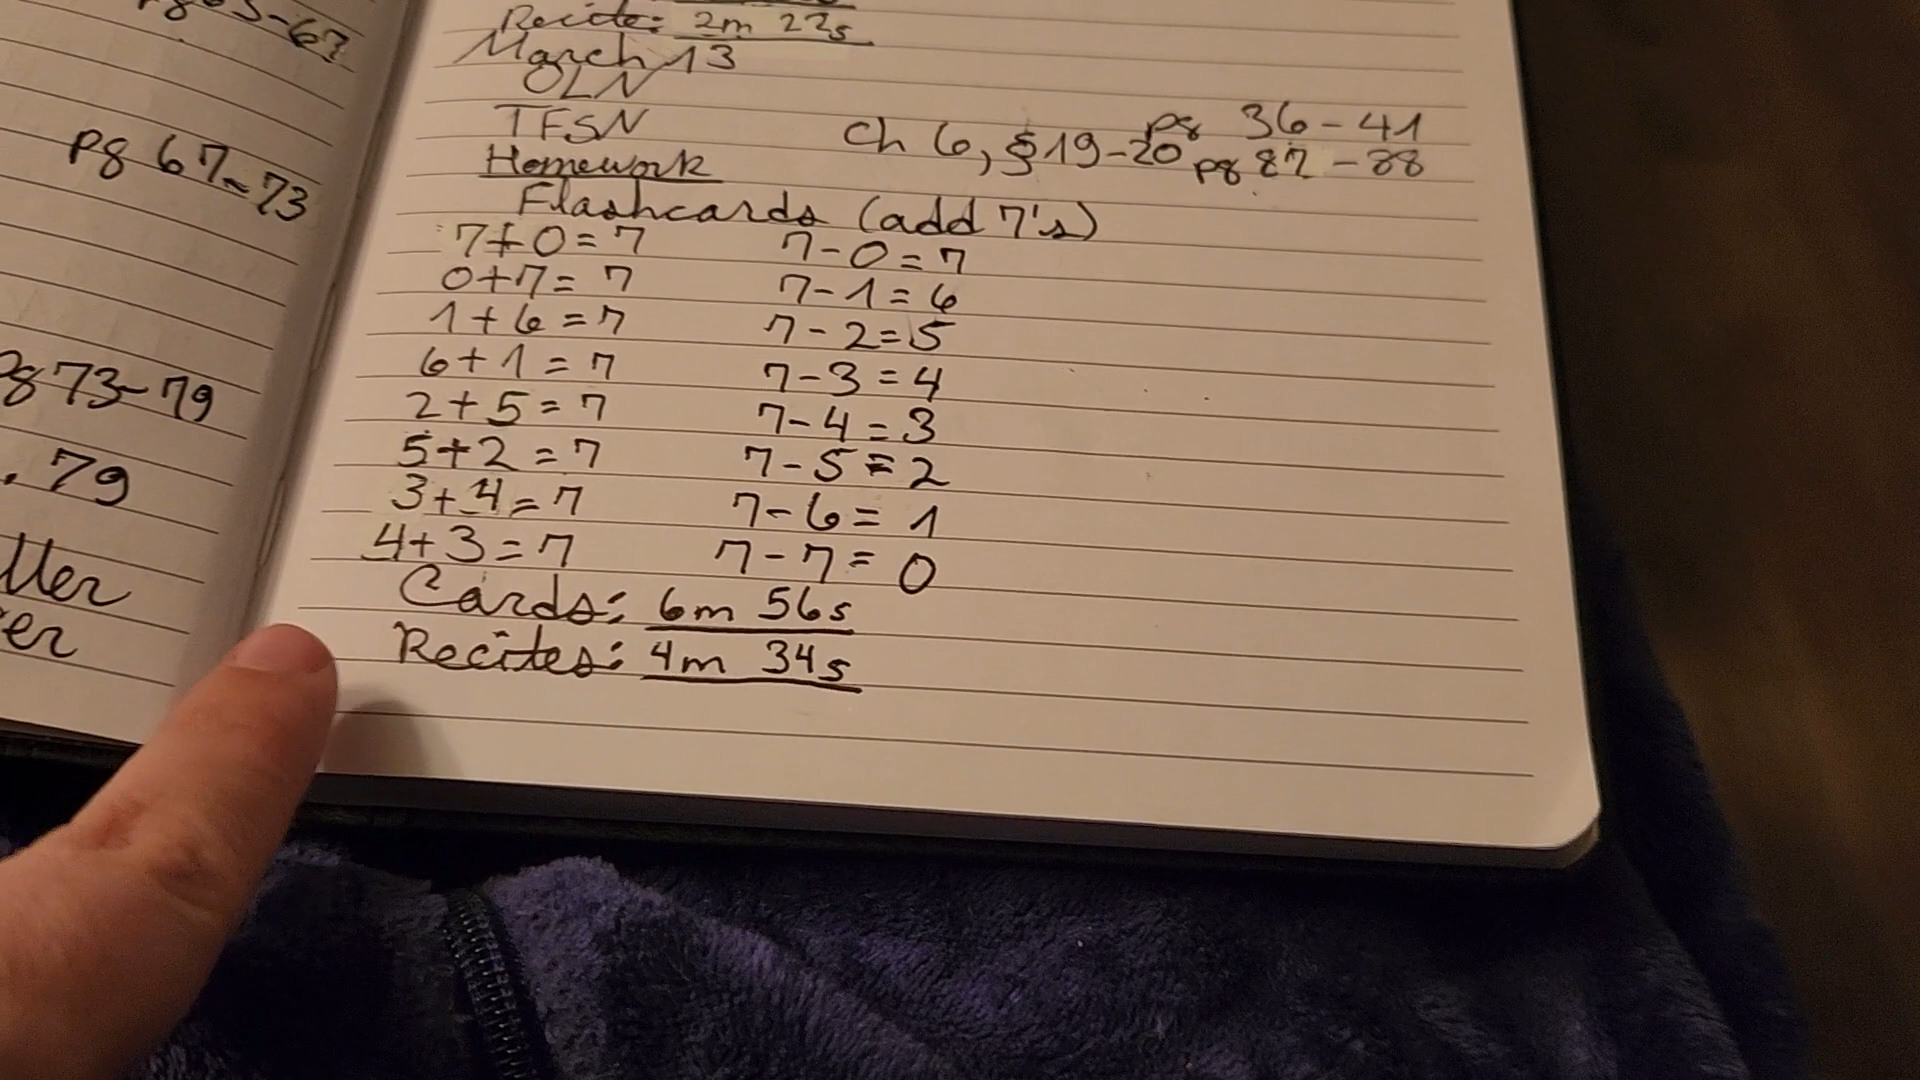 pg 67-73
pg 73-79
. 79
Recite: 2m 22s
March 13
OLN
TFSN pg 36-41
Ch 6, §19-20 pg 87-88
Homework
Flashcards (add 7's)
7+0=7 7-0=7
0+7=7 7-1=6
1+6=7 7-2=5
6+1=7 7-3=4
2+5=7 7-4=3
5+2=7 7-5=2
3+4=7 7-6=1
4+3=7 7-7=0
Cards: 6m 56s
Recites: 4m 34s